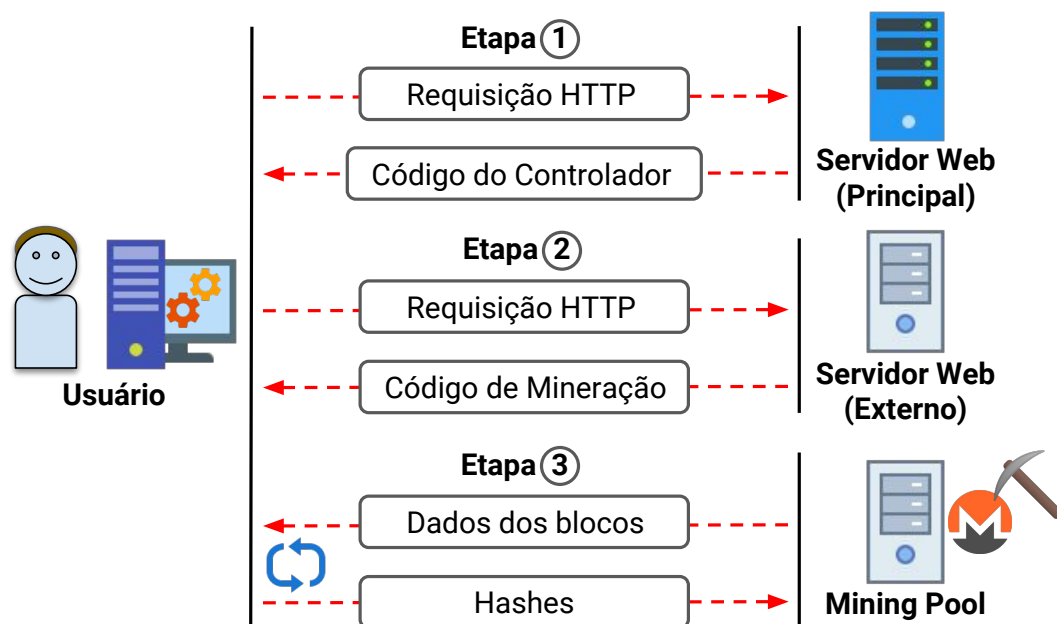 Etapa 1
Requisição HTTP
Código do Controlador
Servidor Web
(Principal)
Etapa 2
Requisição HTTP
Código de Mineração
Servidor Web
(Externo)
Usuário
Etapa 3
Dados dos blocos
Hashes
Mining Pool